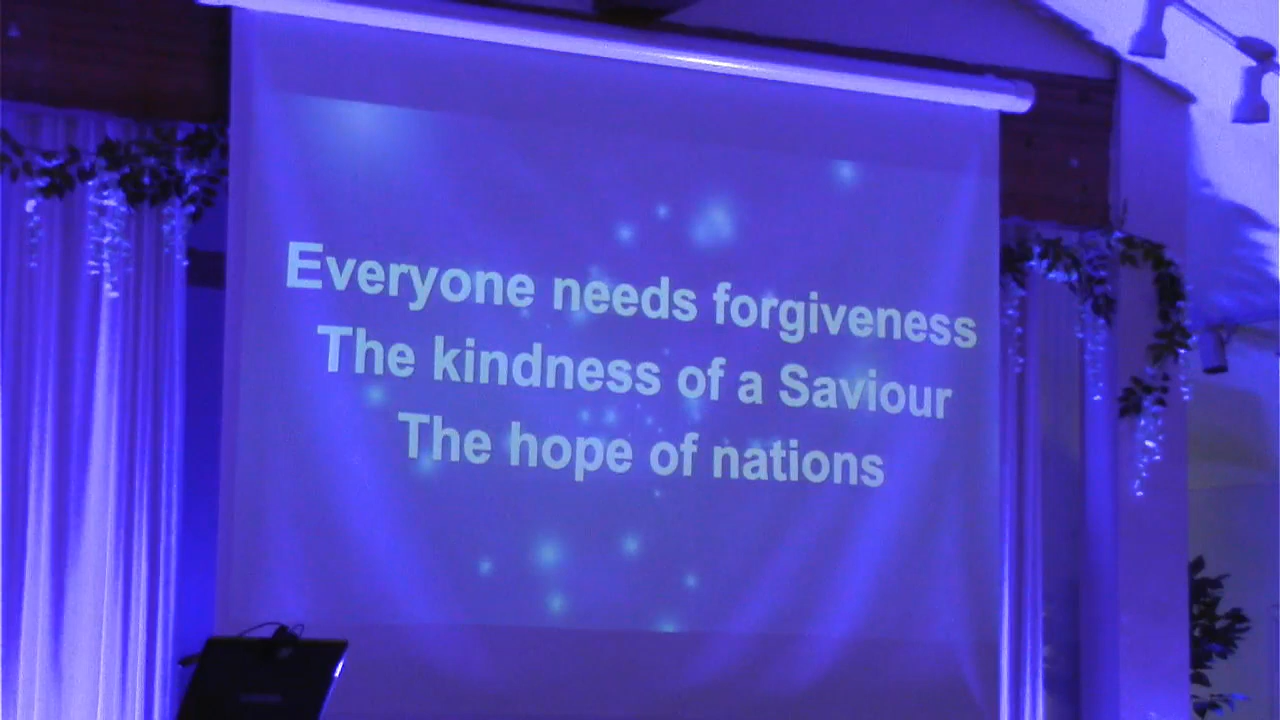 Everyone needs forgiveness
The kindness of a Saviour
The hope of nations